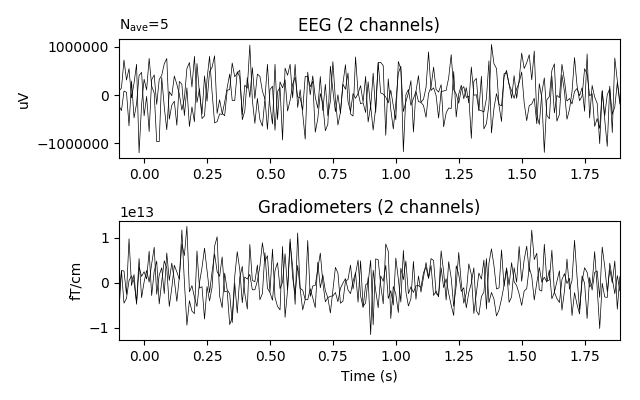 N_ave=5
EEG (2 channels)
1000000
0
−1000000
uV
0.00 0.25 0.50 0.75 1.00 1.25 1.50 1.75
1e13
Gradiometers (2 channels)
1
0
−1
fT/cm
0.00 0.25 0.50 0.75 1.00 1.25 1.50 1.75
Time (s)